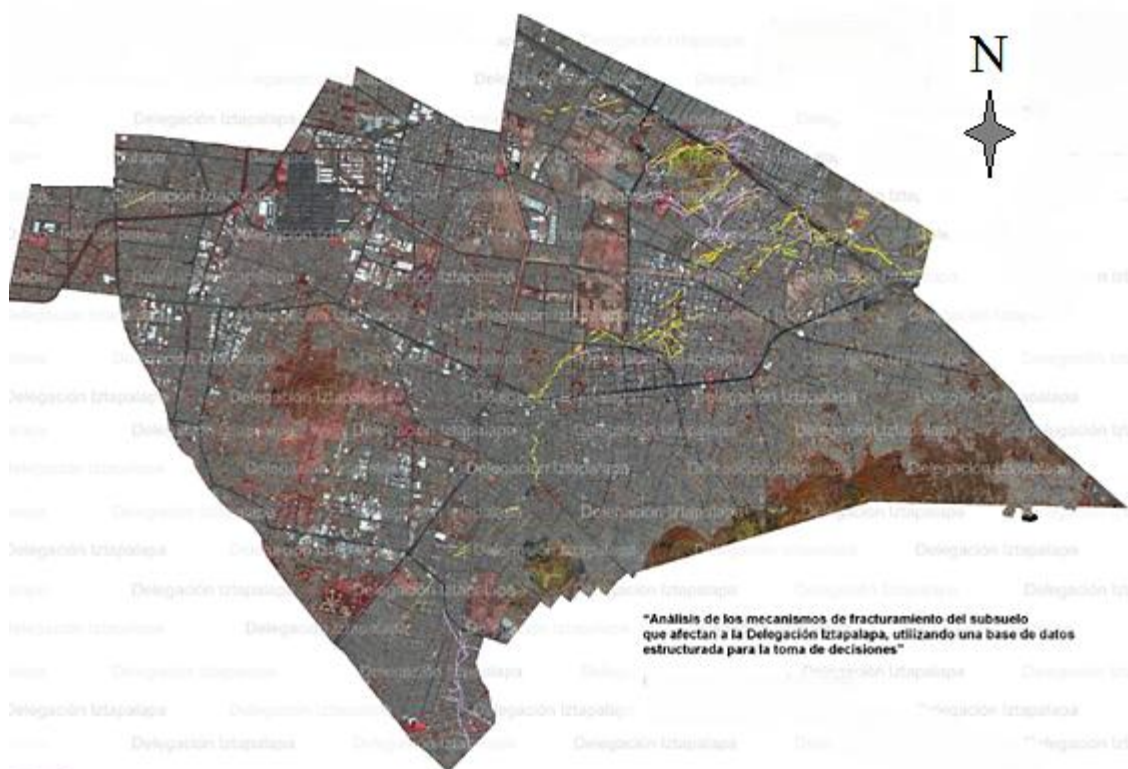 N
Delegación Iztapalapa
"Análisis de los mecanismos de fracturamiento del subsuelo
que afectan a la Delegación Iztapalapa, utilizando una base de datos
estructurada para la toma de decisiones"